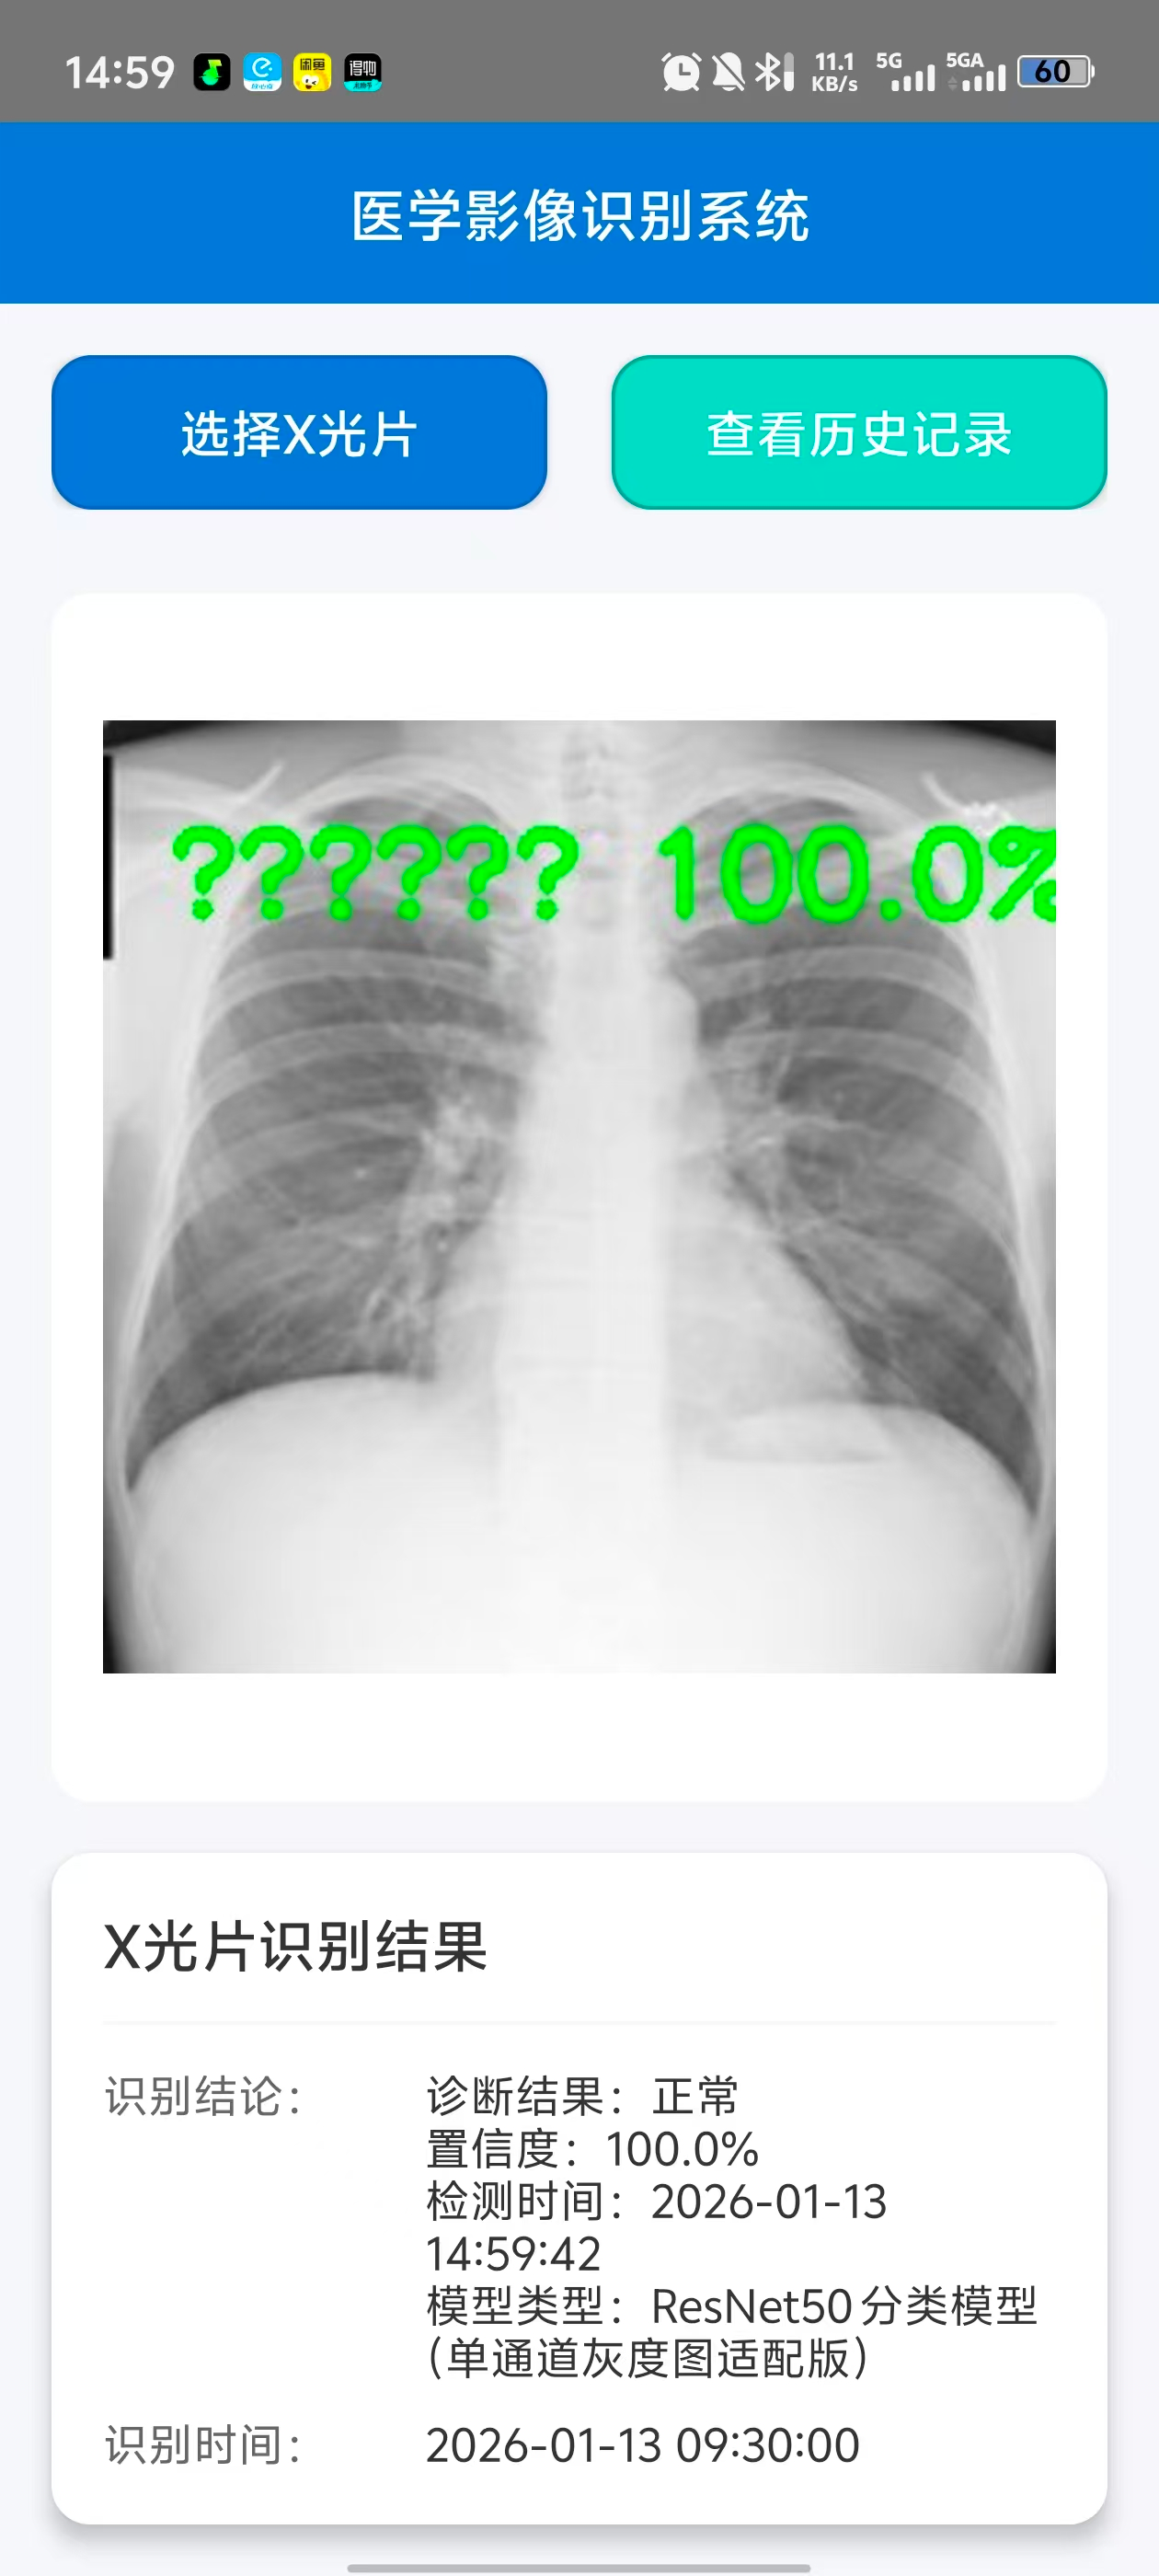 14:59
闲鱼
得物
11.1 KB/s 5G 5GA 60
医学影像识别系统
选择X光片
查看历史记录
?????? 100.0%
X光片识别结果
识别结论：
诊断结果：正常
置信度：100.0%
检测时间：2026-01-13
14:59:42
模型类型：ResNet50分类模型
（单通道灰度图适配版）
识别时间：
2026-01-13 09:30:00